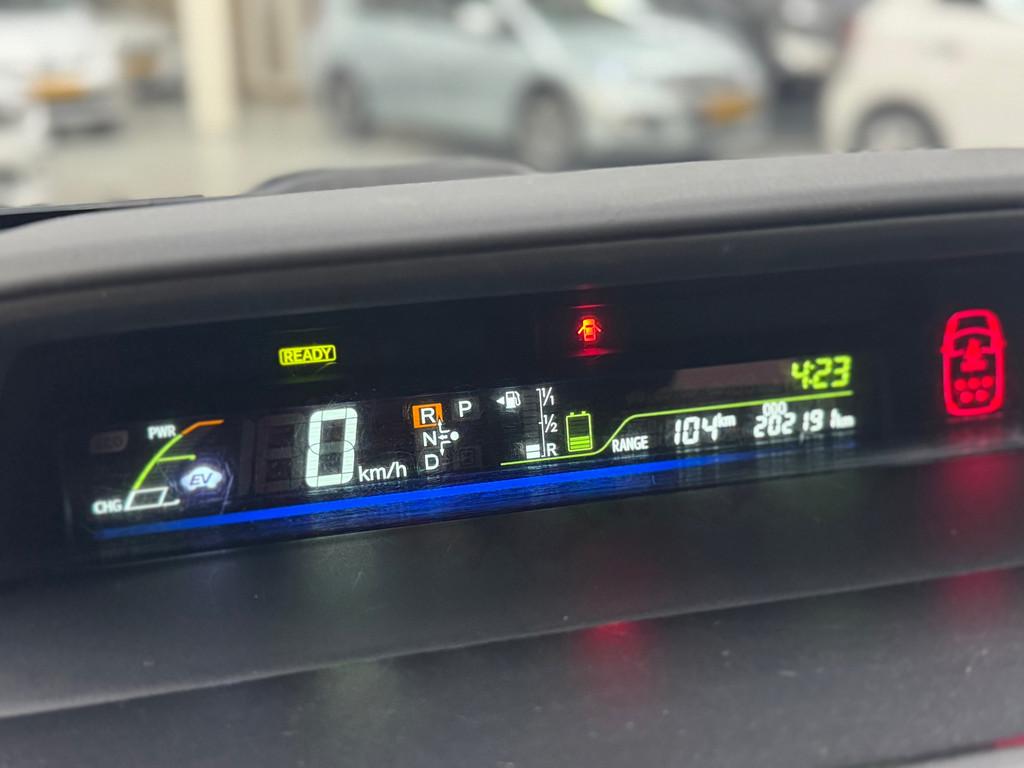 READY
4:23
PWR
R P
1/1
0 km/h
N
1/2
RANGE 104 km
ODO
20219 km
EV
D
R
CHG